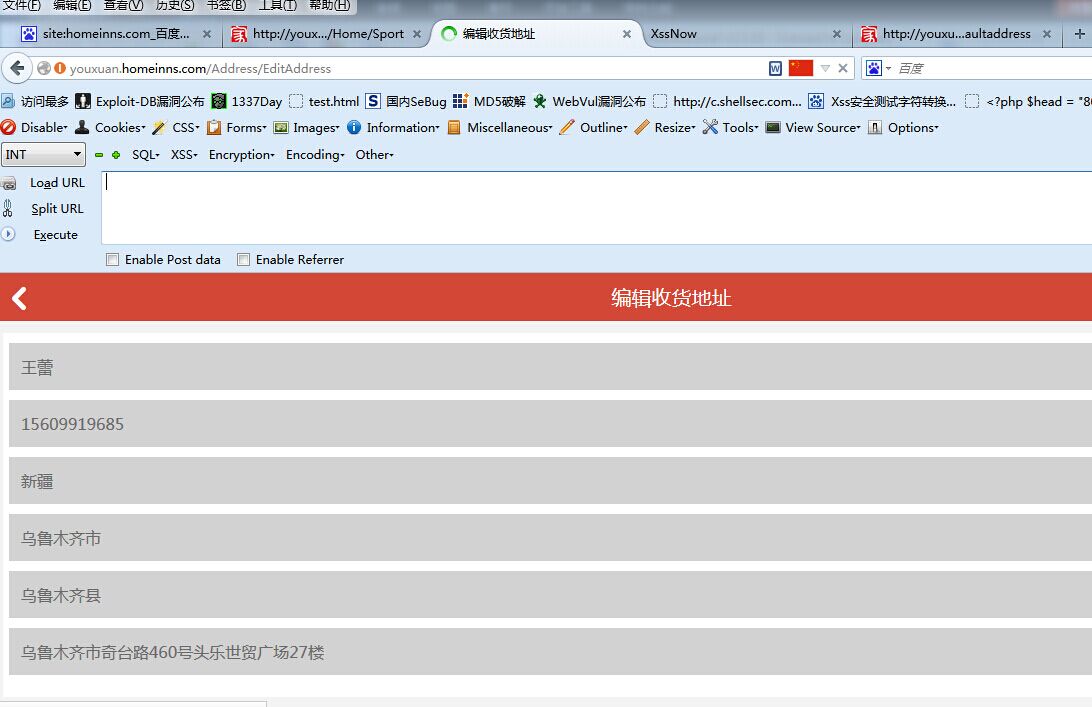 文件(F) 编辑(E) 查看(V) 历史(S) 书签(B) 工具(T) 帮助(H)
site:homeinns.com_百度... × http://youx.../Home/Sport × 编辑收货地址 × XssNow × http://youxu...aultaddress × +
youxuan.homeinns.com/Address/EditAddress 百度
访问最多 Exploit-DB漏洞公布 1337Day test.html 国内SeBug MD5破解 WebVul漏洞公布 http://c.shellsec.com... Xss安全测试字符转换... <?php $head = "8
Disable Cookies CSS Forms Images Information Miscellaneous Outline Resize Tools View Source Options
INT SQL XSS Encryption Encoding Other
Load URL
Split URL
Execute
Enable Post data Enable Referrer
编辑收货地址
王蕾
15609919685
新疆
乌鲁木齐市
乌鲁木齐县
乌鲁木齐市奇台路460号头乐世贸广场27楼